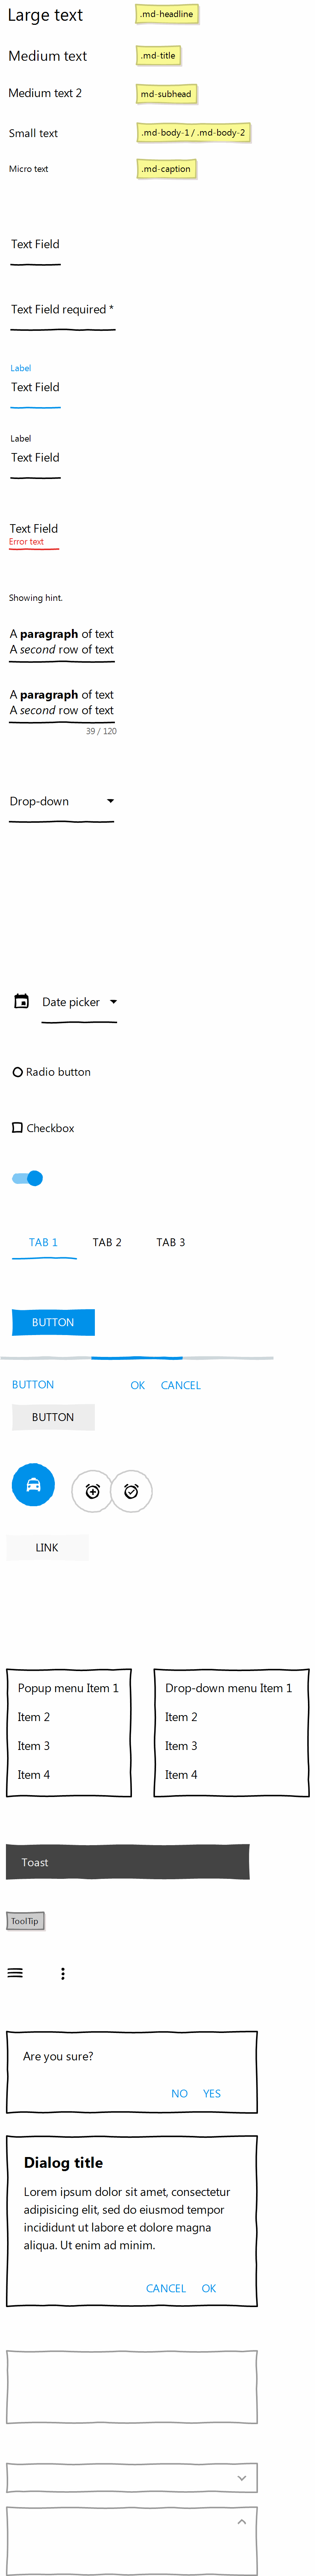 Large text .md-headline
Medium text .md-title
Medium text 2 md-subhead
Small text .md-body-1 / .md-body-2
Micro text .md-caption
Text Field
Text Field required *
Label
Text Field
Label
Text Field
Text Field
Error text
Showing hint.
A paragraph of text
A second row of text
A paragraph of text
A second row of text
39 / 120
Drop-down
Date picker
Radio button
Checkbox
TAB 1 TAB 2 TAB 3
BUTTON
BUTTON OK CANCEL
BUTTON
LINK
Popup menu Item 1
Item 2
Item 3
Item 4
Drop-down menu Item 1
Item 2
Item 3
Item 4
Toast
ToolTip
Are you sure?
NO YES
Dialog title
Lorem ipsum dolor sit amet, consectetur
adipisicing elit, sed do eiusmod tempor
incididunt ut labore et dolore magna
aliqua. Ut enim ad minim.
CANCEL OK